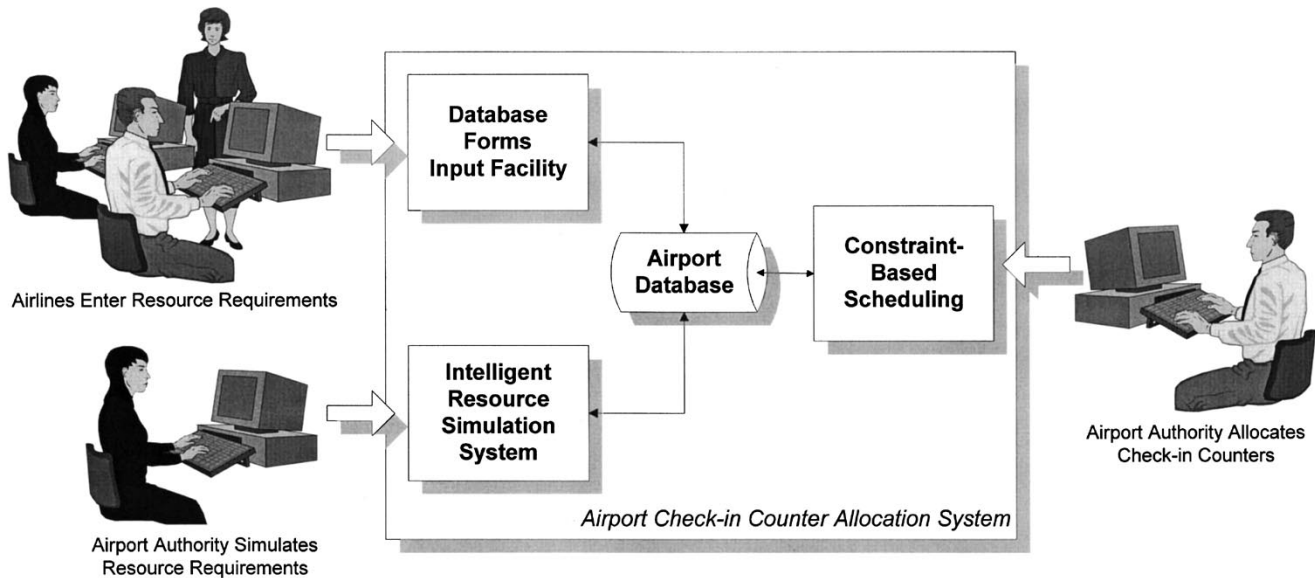 Database
Forms
Input Facility
Airlines Enter Resource Requirements
Airport
Database
Constraint-
Based
Scheduling
Intelligent
Resource
Simulation
System
Airport Authority Simulates
Resource Requirements
Airport Authority Allocates
Check-in Counters
Airport Check-in Counter Allocation System